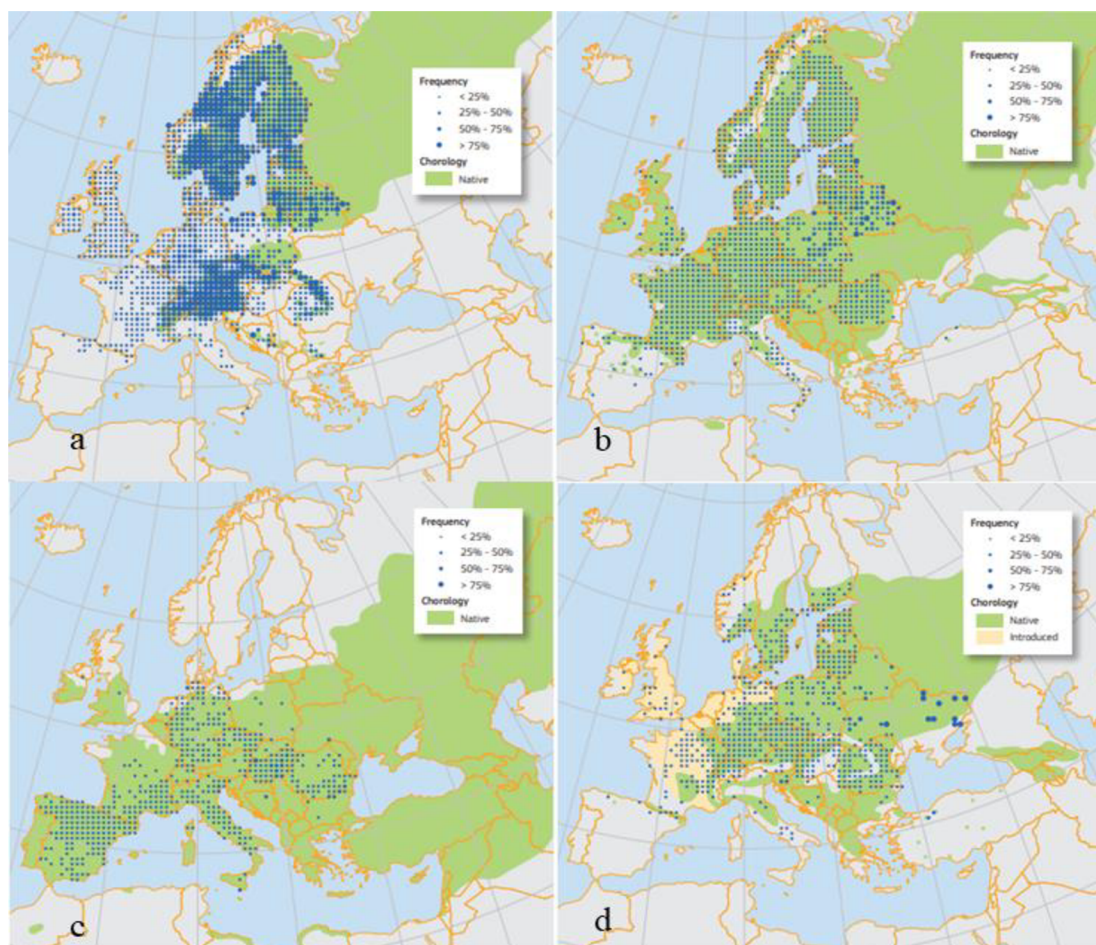 Frequency
< 25%
25% - 50%
50% - 75%
> 75%
Chorology
Native
a
Frequency
< 25%
25% - 50%
50% - 75%
> 75%
Chorology
Native
b
Frequency
< 25%
25% - 50%
50% - 75%
> 75%
Chorology
Native
c
Frequency
< 25%
25% - 50%
50% - 75%
> 75%
Chorology
Native
Introduced
d